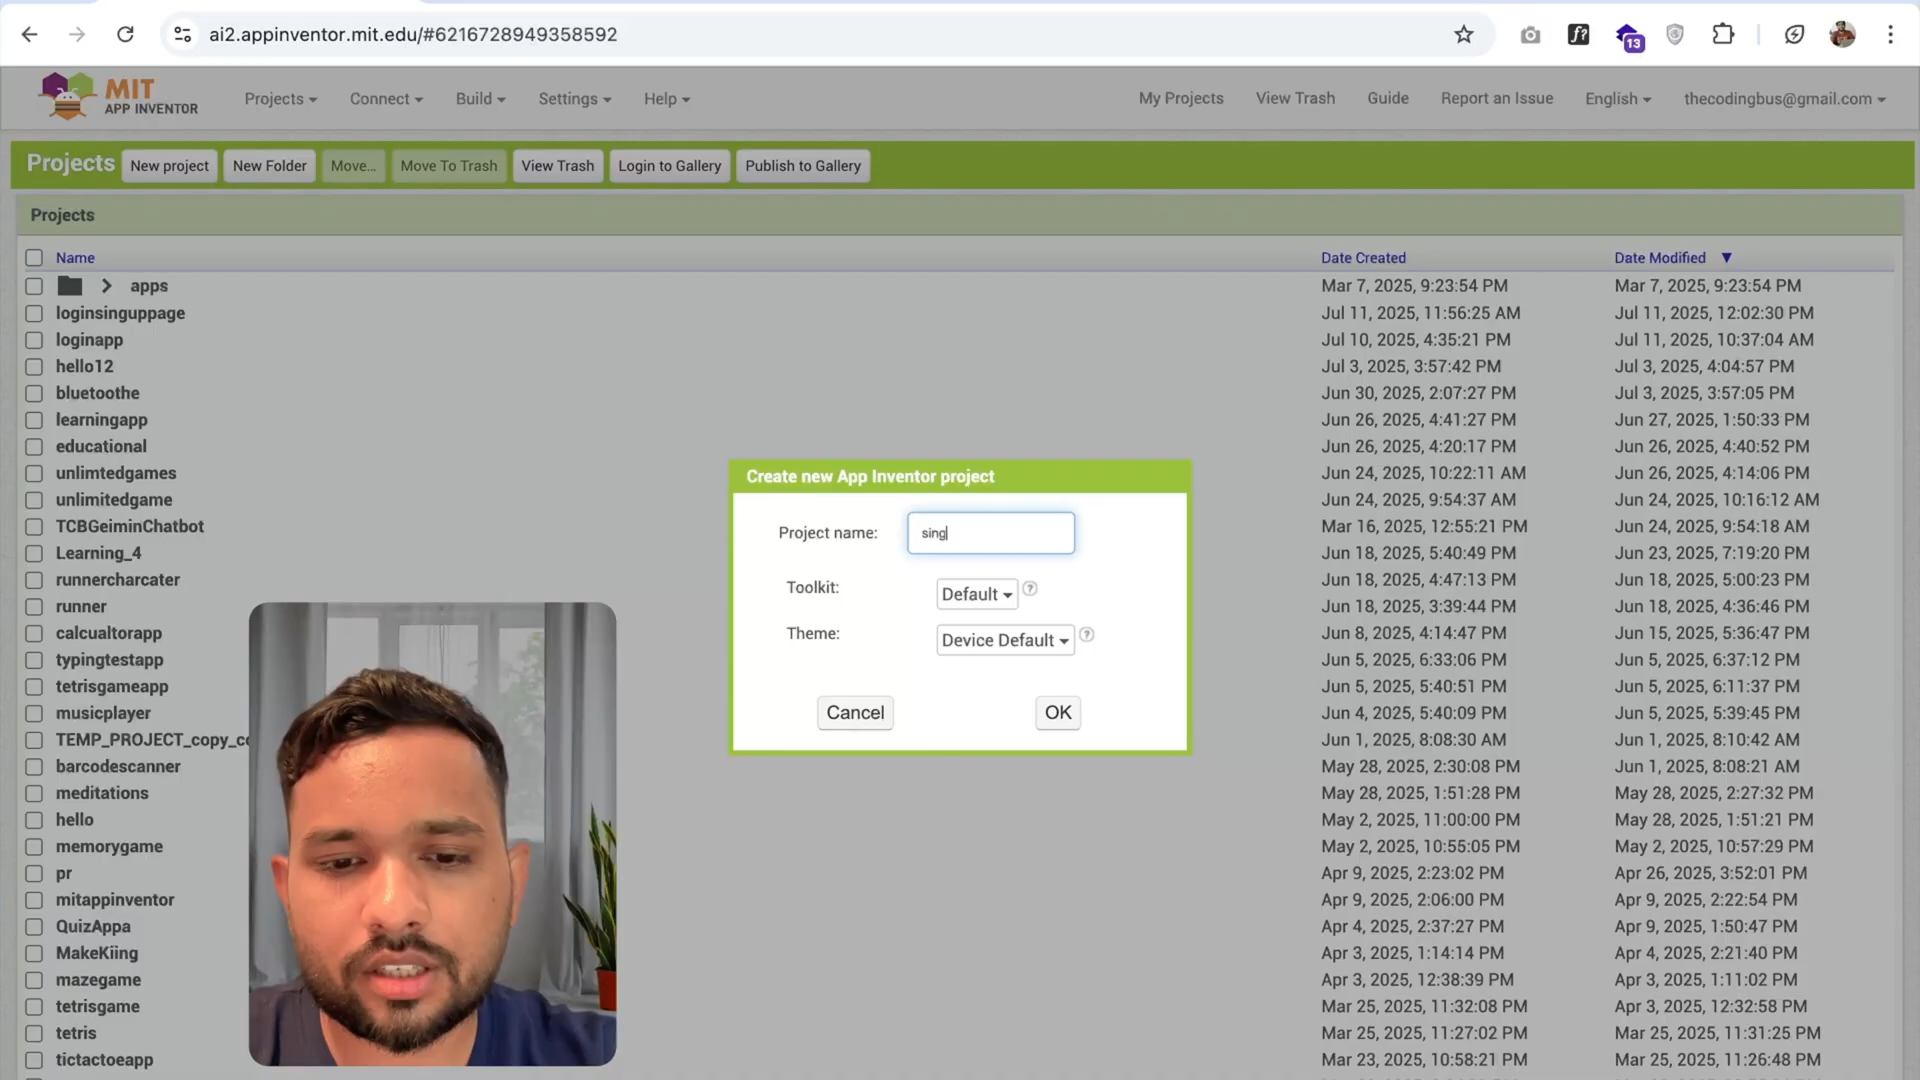 ai2.appinventor.mit.edu/#6216728949358592
f?
13
MIT
APP INVENTOR
Projects
Connect
Build
Settings
Help
My Projects
View Trash
Guide
Report an Issue
English
thecodingbus@gmail.com
Projects
New project
New Folder
Move...
Move To Trash
View Trash
Login to Gallery
Publish to Gallery
Projects
Name Date Created Date Modified ▼
apps Mar 7, 2025, 9:23:54 PM Mar 7, 2025, 9:23:54 PM
loginsinguppage Jul 11, 2025, 11:56:25 AM Jul 11, 2025, 12:02:30 PM
loginapp Jul 10, 2025, 4:35:21 PM Jul 11, 2025, 10:37:04 AM
hello12 Jul 3, 2025, 3:57:42 PM Jul 3, 2025, 4:04:57 PM
bluetoothe Jun 30, 2025, 2:07:27 PM Jul 3, 2025, 3:57:05 PM
learningapp Jun 26, 2025, 4:41:27 PM Jun 27, 2025, 1:50:33 PM
educational Jun 26, 2025, 4:20:17 PM Jun 26, 2025, 4:40:52 PM
unlimtedgames Jun 24, 2025, 10:22:11 AM Jun 26, 2025, 4:14:06 PM
unlimitedgame Jun 24, 2025, 9:54:37 AM Jun 24, 2025, 10:16:12 AM
TCBGeiminChatbot Mar 16, 2025, 12:55:21 PM Jun 24, 2025, 9:54:18 AM
Learning_4 Jun 18, 2025, 5:40:49 PM Jun 23, 2025, 7:19:20 PM
runnercharcater Jun 18, 2025, 4:47:13 PM Jun 18, 2025, 5:00:23 PM
runner Jun 18, 2025, 3:39:44 PM Jun 18, 2025, 4:36:46 PM
calcualtorapp Jun 8, 2025, 4:14:47 PM Jun 15, 2025, 5:36:47 PM
typingtestapp Jun 5, 2025, 6:33:06 PM Jun 5, 2025, 6:37:12 PM
tetrisgameapp Jun 5, 2025, 5:40:51 PM Jun 5, 2025, 6:11:37 PM
musicplayer Jun 4, 2025, 5:40:09 PM Jun 5, 2025, 5:39:45 PM
TEMP_PROJECT_copy_c Jun 1, 2025, 8:08:30 AM Jun 1, 2025, 8:10:42 AM
barcodescanner May 28, 2025, 2:30:08 PM Jun 1, 2025, 8:08:21 AM
meditations May 28, 2025, 1:51:28 PM May 28, 2025, 2:27:32 PM
hello May 2, 2025, 11:00:00 PM May 28, 2025, 1:51:21 PM
memorygame May 2, 2025, 10:55:05 PM May 2, 2025, 10:57:29 PM
pr Apr 9, 2025, 2:23:02 PM Apr 26, 2025, 3:52:01 PM
mitappinventor Apr 9, 2025, 2:06:00 PM Apr 9, 2025, 2:22:54 PM
QuizAppa Apr 4, 2025, 2:37:27 PM Apr 9, 2025, 1:50:47 PM
MakeKiing Apr 3, 2025, 1:14:14 PM Apr 4, 2025, 2:21:40 PM
mazegame Apr 3, 2025, 12:38:39 PM Apr 3, 2025, 1:11:02 PM
tetrisgame Mar 25, 2025, 11:32:08 PM Apr 3, 2025, 12:32:58 PM
tetris Mar 25, 2025, 11:27:02 PM Mar 25, 2025, 11:31:25 PM
tictactoeapp Mar 23, 2025, 10:58:21 PM Mar 25, 2025, 11:26:48 PM
Create new App Inventor project
Project name: sing
Toolkit: Default ?
Theme: Device Default ?
Cancel OK